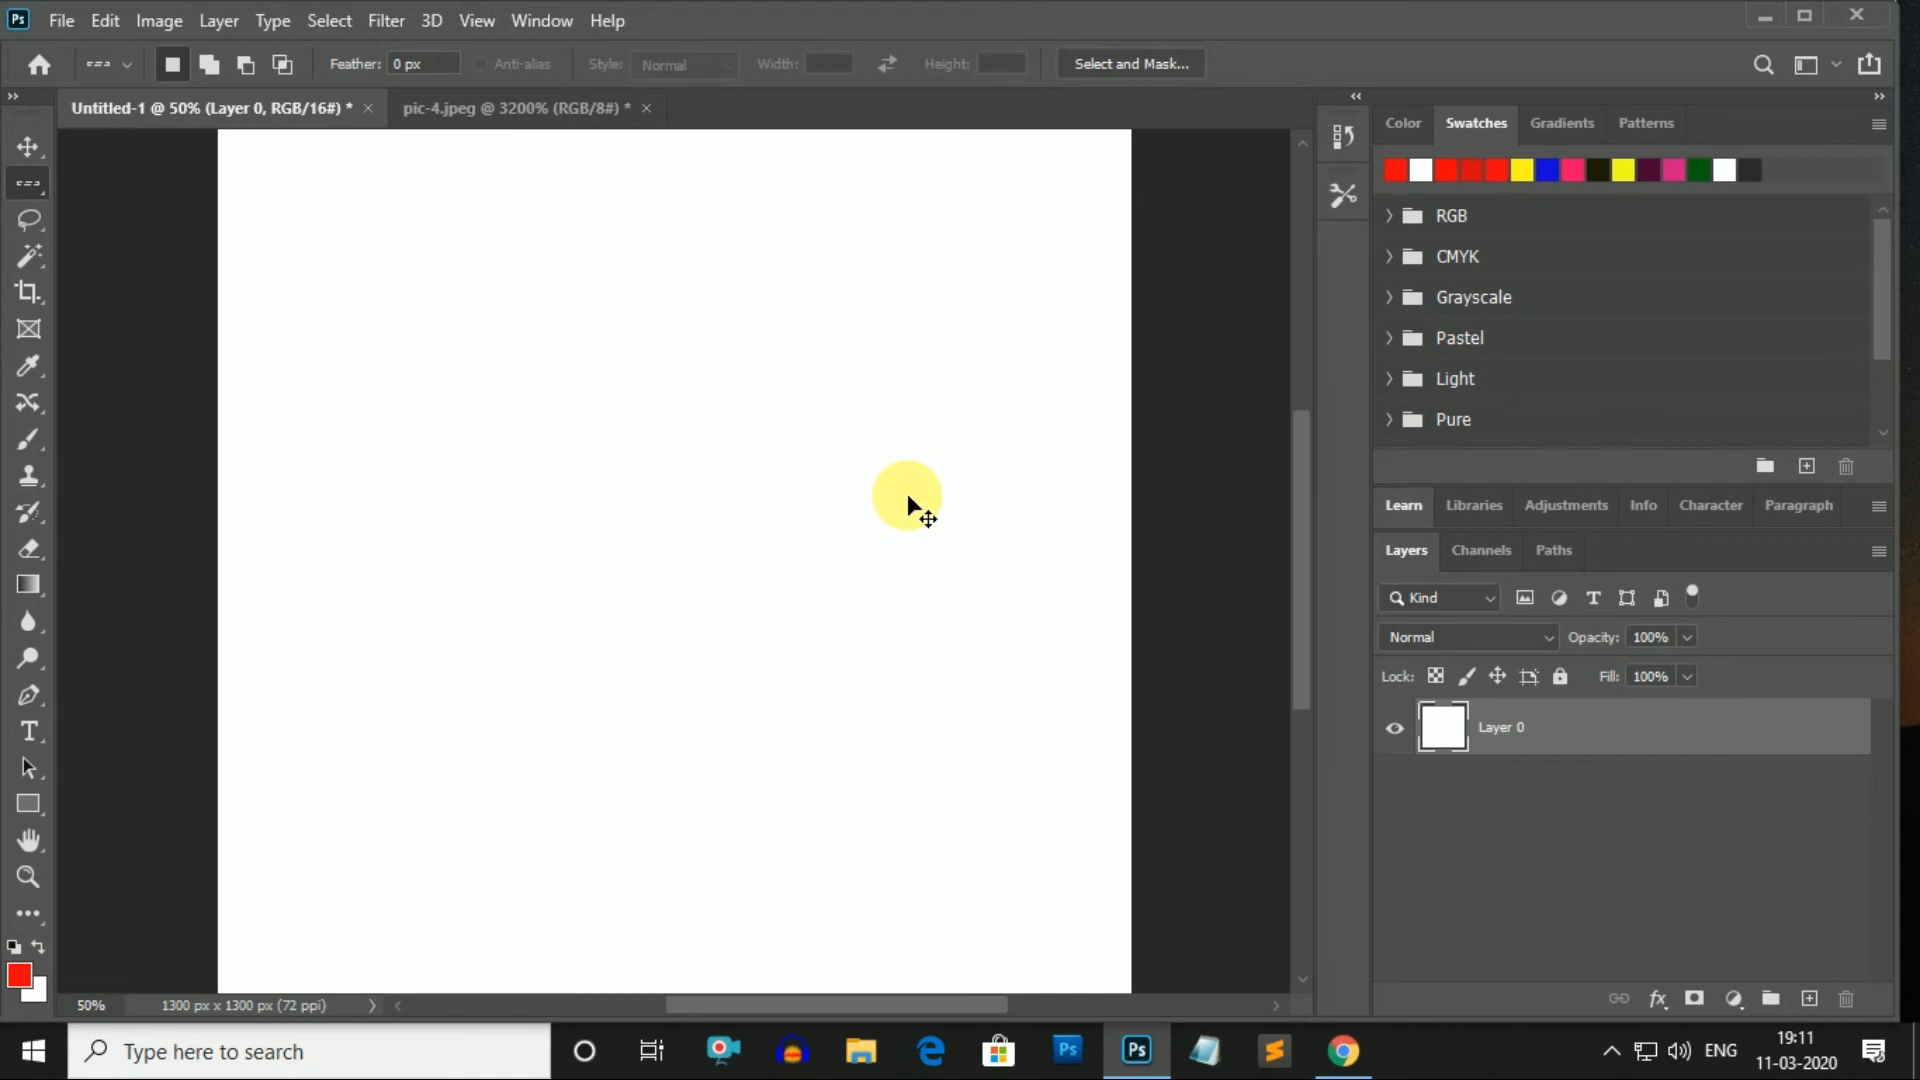 Ps File Edit Image Layer Type Select Filter 3D View Window Help
Feather: 0 px Anti-alias Style: Normal Width: Height: Select and Mask...
Untitled-1 @ 50% (Layer 0, RGB/16#) * pic-4.jpeg @ 3200% (RGB/8#) *
Color Swatches Gradients Patterns
RGB
CMYK
Grayscale
Pastel
Light
Pure
Learn Libraries Adjustments Info Character Paragraph
Layers Channels Paths
Kind
Normal Opacity: 100%
Lock: Fill: 100%
Layer 0
50% 1300 px x 1300 px (72 ppi)
Type here to search
Ps Ps
ENG
19:11
11-03-2020